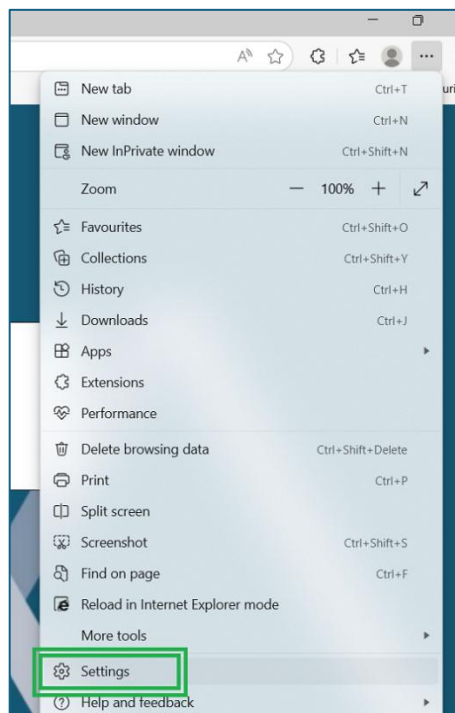 A
New tab Ctrl+T
uri
New window Ctrl+N
New InPrivate window Ctrl+Shift+N
Zoom — 100% +
Favourites Ctrl+Shift+O
Collections Ctrl+Shift+Y
History Ctrl+H
Downloads Ctrl+J
Apps
Extensions
Performance
Delete browsing data Ctrl+Shift+Delete
Print Ctrl+P
Split screen
Screenshot Ctrl+Shift+S
Find on page Ctrl+F
Reload in Internet Explorer mode
More tools
Settings
Help and feedback